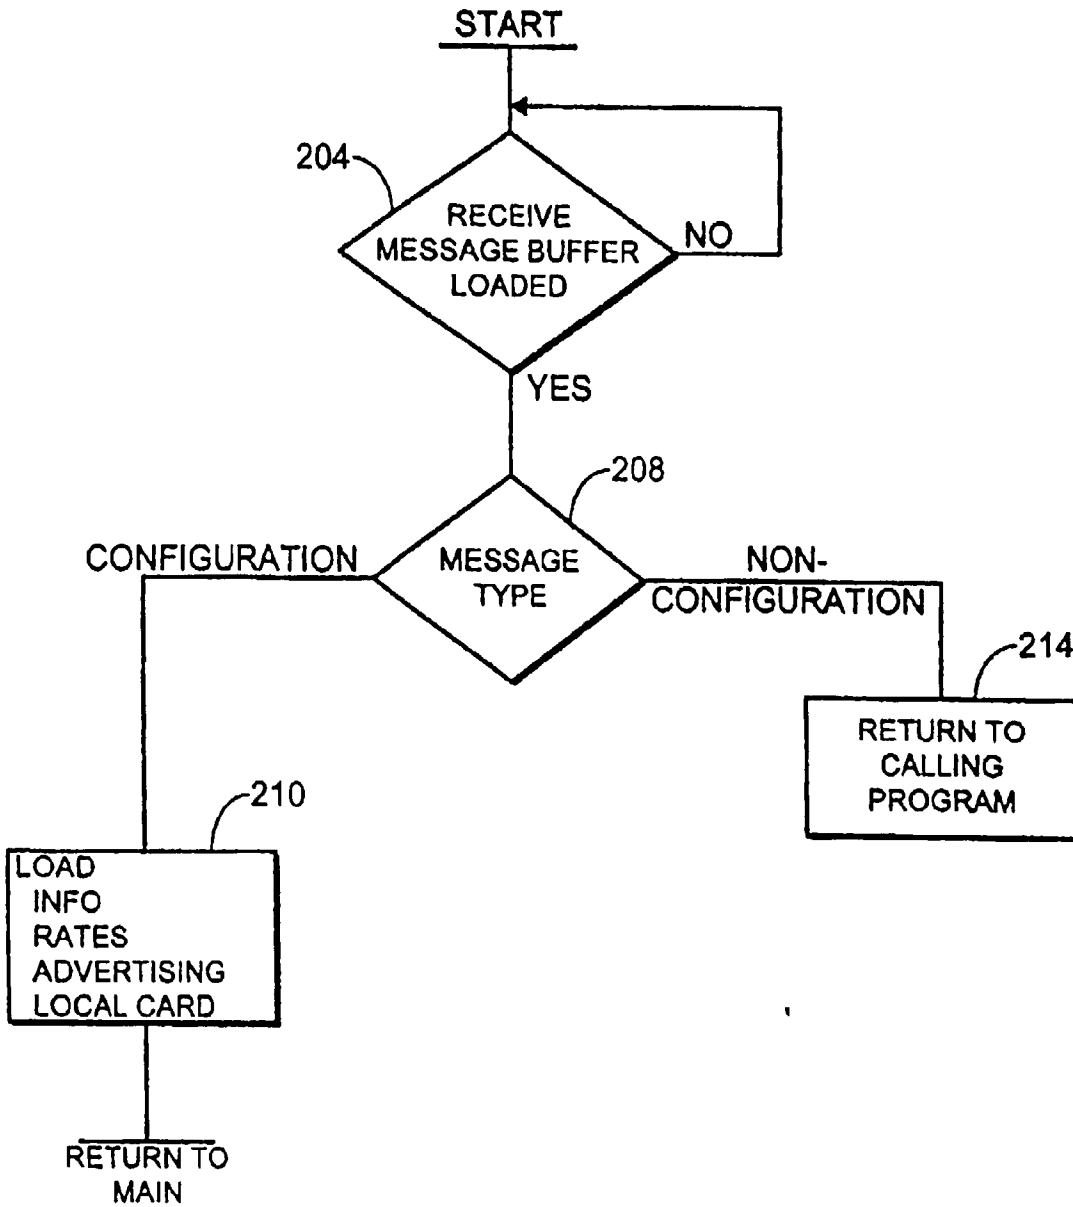 START
204
RECEIVE
MESSAGE BUFFER
LOADED
NO
YES
208
CONFIGURATION
MESSAGE
TYPE
NON-
CONFIGURATION
214
RETURN TO
CALLING
PROGRAM
210
LOAD
INFO
RATES
ADVERTISING
LOCAL CARD
RETURN TO
MAIN